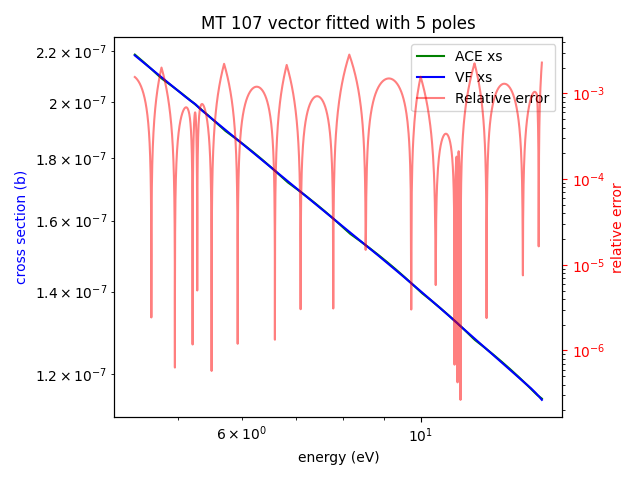 MT 107 vector fitted with 5 poles
ACE xs
VF xs
Relative error
cross section (b)
2.2 × 10⁻⁷
2 × 10⁻⁷
1.8 × 10⁻⁷
1.6 × 10⁻⁷
1.4 × 10⁻⁷
1.2 × 10⁻⁷
10⁻³
10⁻⁴
10⁻⁵
10⁻⁶
relative error
6 × 10⁰
10¹
energy (eV)